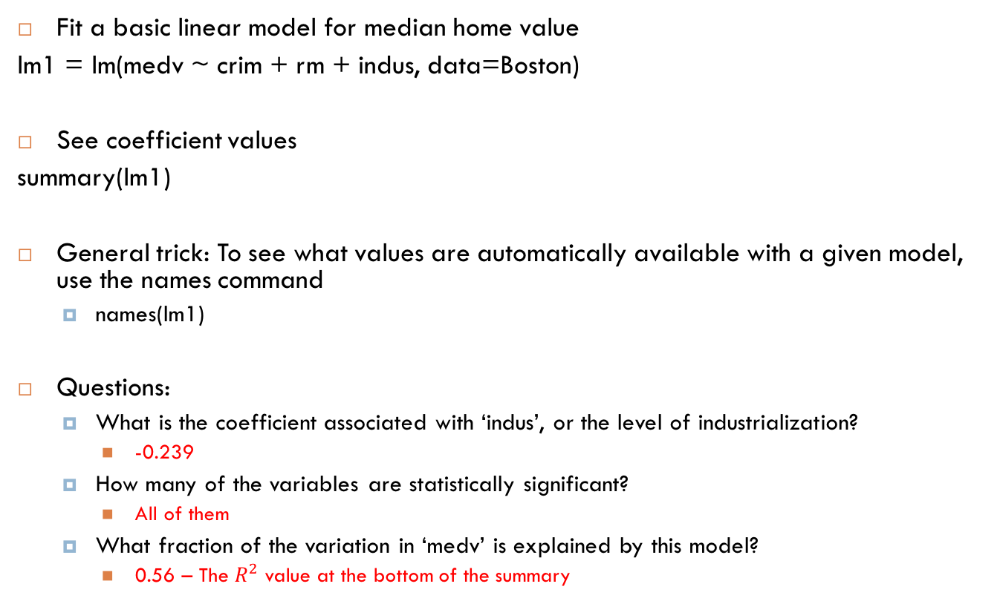 Fit a basic linear model for median home value
lm1 = lm(medv ~ crim + rm + indus, data=Boston)
See coefficient values
summary(lm1)
General trick: To see what values are automatically available with a given model,
use the names command
names(lm1)
Questions:
What is the coefficient associated with ‘indus’, or the level of industrialization?
-0.239
How many of the variables are statistically significant?
All of them
What fraction of the variation in ‘medv’ is explained by this model?
0.56 – The R² value at the bottom of the summary